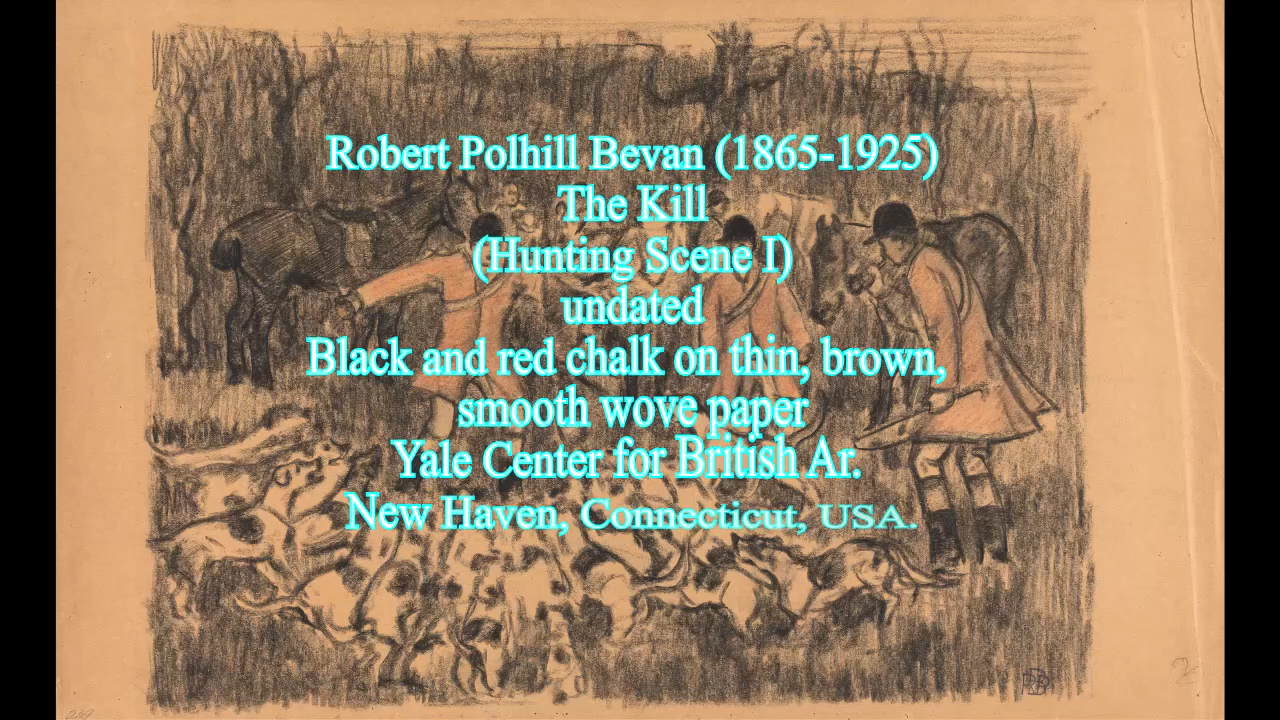 Robert Polhill Bevan (1865-1925)
The Kill
(Hunting Scene I)
undated
Black and red chalk on thin, brown,
smooth wove paper
Yale Center for British Ar.
New Haven, Connecticut, USA.
2